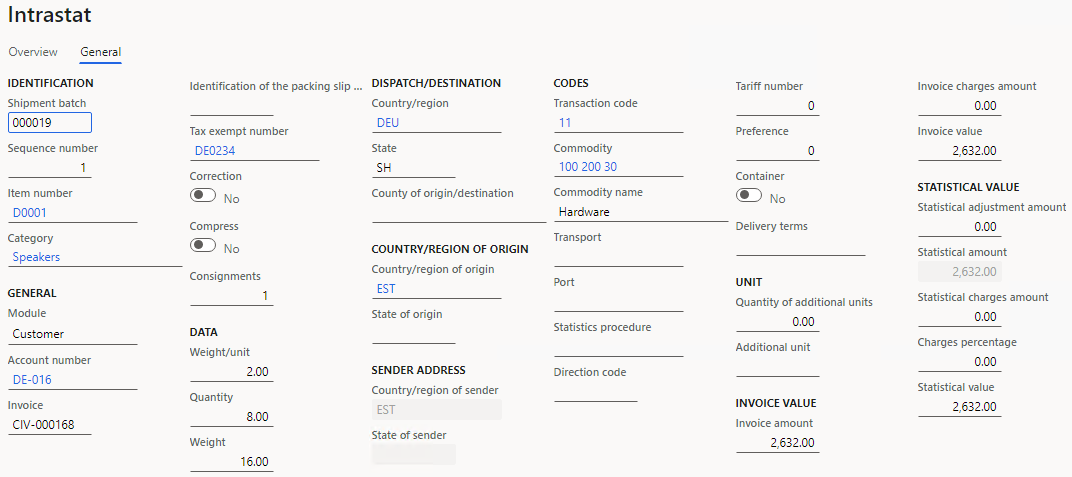 Intrastat
Overview
General
IDENTIFICATION
Shipment batch
000019
Sequence number
1
Item number
D0001
Category
Speakers
GENERAL
Module
Customer
Account number
DE-016
Invoice
CIV-000168
Identification of the packing slip ...
Tax exempt number
DE0234
Correction
No
Compress
No
Consignments
1
DATA
Weight/unit
2.00
Quantity
8.00
Weight
16.00
DISPATCH/DESTINATION
Country/region
DEU
State
SH
County of origin/destination
COUNTRY/REGION OF ORIGIN
Country/region of origin
EST
State of origin
SENDER ADDRESS
Country/region of sender
EST
State of sender
CODES
Transaction code
11
Commodity
100 200 30
Commodity name
Hardware
Transport
Port
Statistics procedure
Direction code
Tariff number
0
Preference
0
Container
No
Delivery terms
UNIT
Quantity of additional units
0.00
Additional unit
INVOICE VALUE
Invoice amount
2,632.00
Invoice charges amount
0.00
Invoice value
2,632.00
STATISTICAL VALUE
Statistical adjustment amount
0.00
Statistical amount
2,632.00
Statistical charges amount
0.00
Charges percentage
0.00
Statistical value
2,632.00